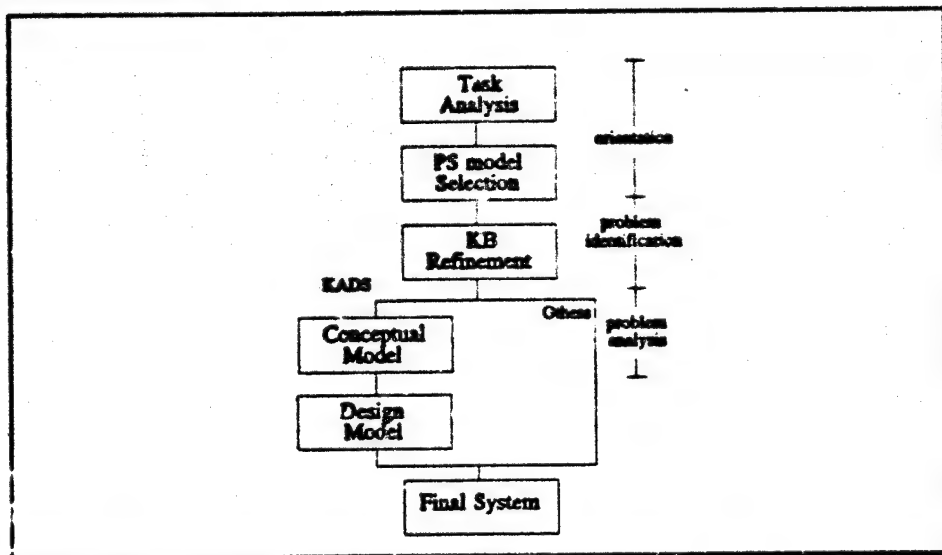 Task
Analysis
orientation
PS model
Selection
problem
identification
KB
Refinement
KADS
Others
problem
analysis
Conceptual
Model
Design
Model
Final System